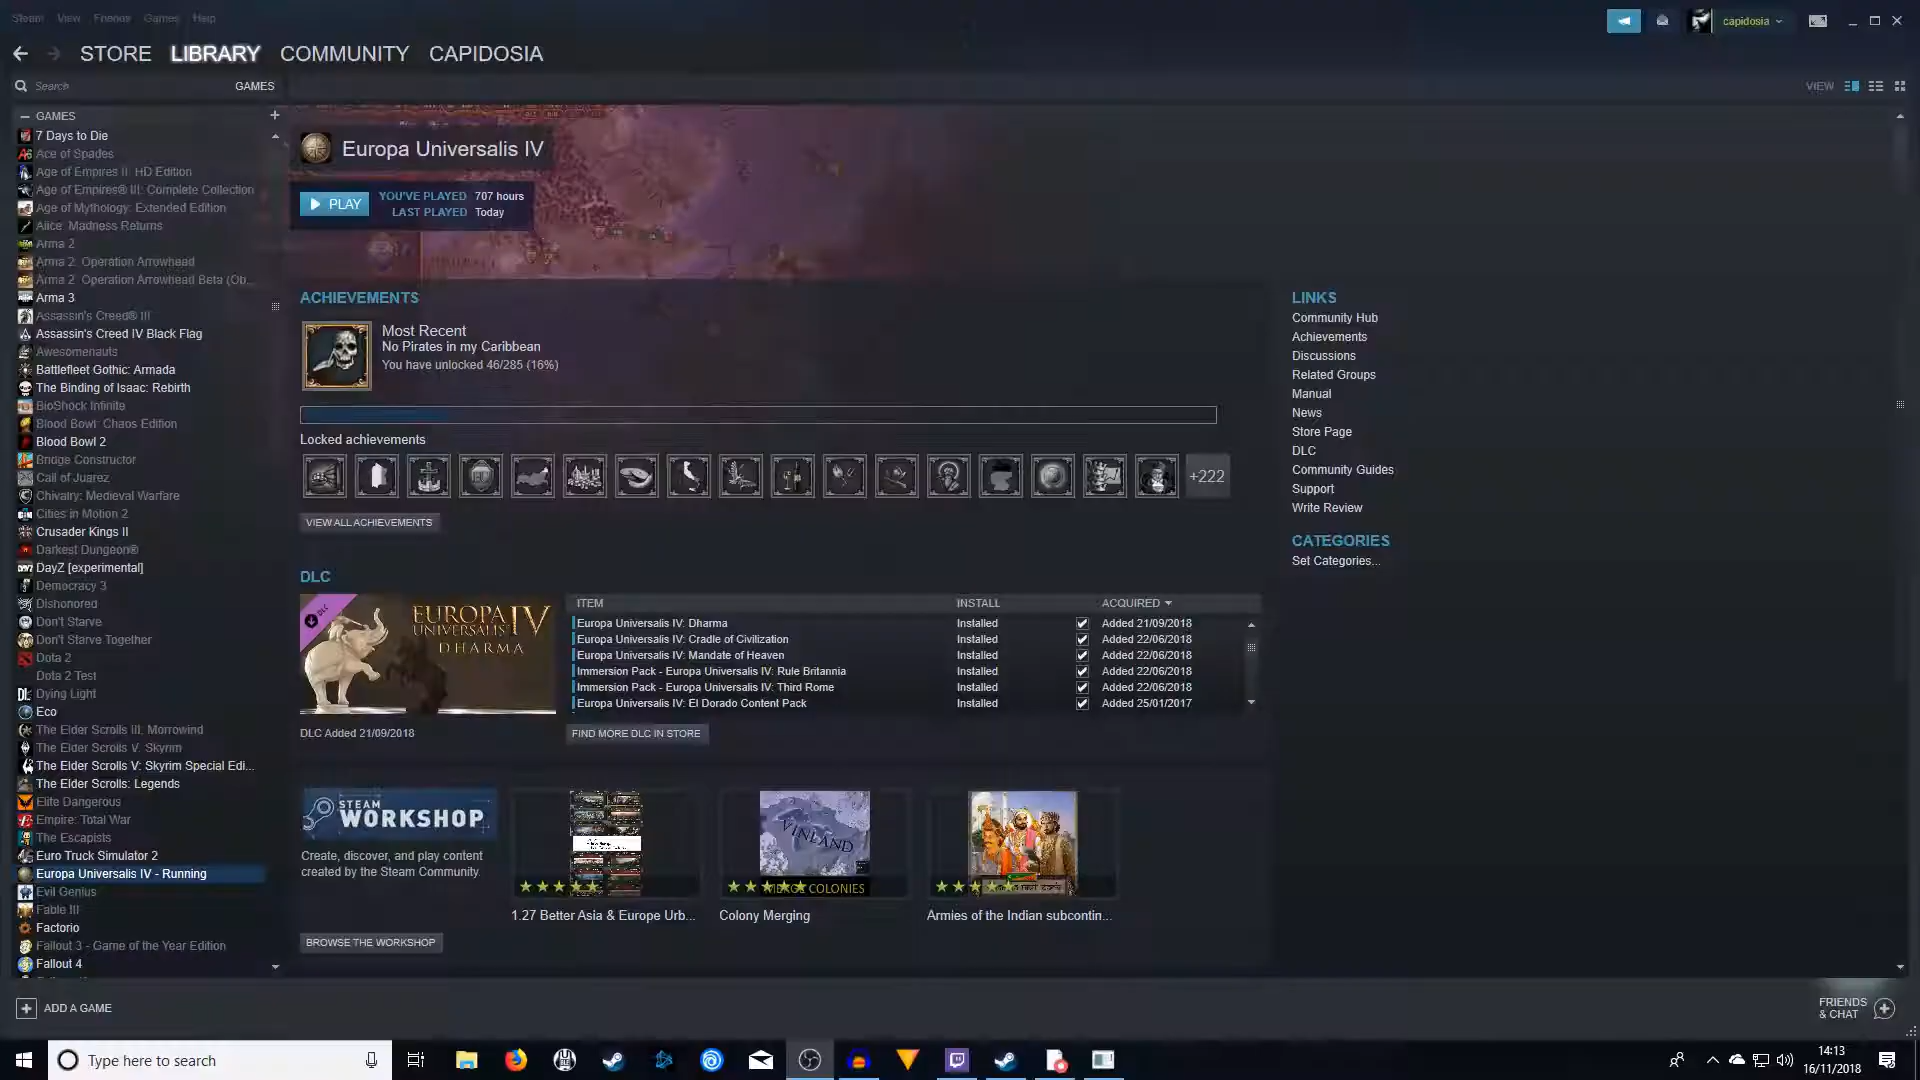 Steam View Friends Games Help
capidosia
STORE LIBRARY COMMUNITY CAPIDOSIA
Search GAMES
VIEW
GAMES
7 Days to Die
Ace of Spades
Age of Empires II: HD Edition
Age of Empires® III: Complete Collection
Age of Mythology: Extended Edition
Alice: Madness Returns
Arma 2
Arma 2: Operation Arrowhead
Arma 2: Operation Arrowhead Beta (Ob...
Arma 3
Assassin's Creed® III
Assassin's Creed IV Black Flag
Awesomenauts
Battlefleet Gothic: Armada
The Binding of Isaac: Rebirth
BioShock Infinite
Blood Bowl: Chaos Edition
Blood Bowl 2
Bridge Constructor
Call of Juarez
Chivalry: Medieval Warfare
Cities in Motion 2
Crusader Kings II
Darkest Dungeon®
DayZ [experimental]
Democracy 3
Dishonored
Don't Starve
Don't Starve Together
Dota 2
Dota 2 Test
Dying Light
Eco
The Elder Scrolls III: Morrowind
The Elder Scrolls V: Skyrim
The Elder Scrolls V: Skyrim Special Edi...
The Elder Scrolls: Legends
Elite Dangerous
Empire: Total War
The Escapists
Euro Truck Simulator 2
Europa Universalis IV - Running
Evil Genius
Fable III
Factorio
Fallout 3 - Game of the Year Edition
Fallout 4
ADD A GAME
Europa Universalis IV
PLAY
YOU'VE PLAYED 707 hours
LAST PLAYED Today
ACHIEVEMENTS
Most Recent
No Pirates in my Caribbean
You have unlocked 46/285 (16%)
Locked achievements
+222
VIEW ALL ACHIEVEMENTS
DLC
DLC
EUROPA
UNIVERSALIS IV
DHARMA
DLC Added 21/09/2018
ITEM INSTALL ACQUIRED
Europa Universalis IV: Dharma Installed Added 21/09/2018
Europa Universalis IV: Cradle of Civilization Installed Added 22/06/2018
Europa Universalis IV: Mandate of Heaven Installed Added 22/06/2018
Immersion Pack - Europa Universalis IV: Rule Britannia Installed Added 22/06/2018
Immersion Pack - Europa Universalis IV: Third Rome Installed Added 22/06/2018
Europa Universalis IV: El Dorado Content Pack Installed Added 25/01/2017
FIND MORE DLC IN STORE
STEAM
WORKSHOP
Create, discover, and play content
created by the Steam Community.
BROWSE THE WORKSHOP
1.27 Better Asia & Europe Urb...
VINLAND
MERGE COLONIES
Colony Merging
Armies of the Indian subcontin...
LINKS
Community Hub
Achievements
Discussions
Related Groups
Manual
News
Store Page
DLC
Community Guides
Support
Write Review
CATEGORIES
Set Categories...
FRIENDS
& CHAT
Type here to search
14:13
16/11/2018